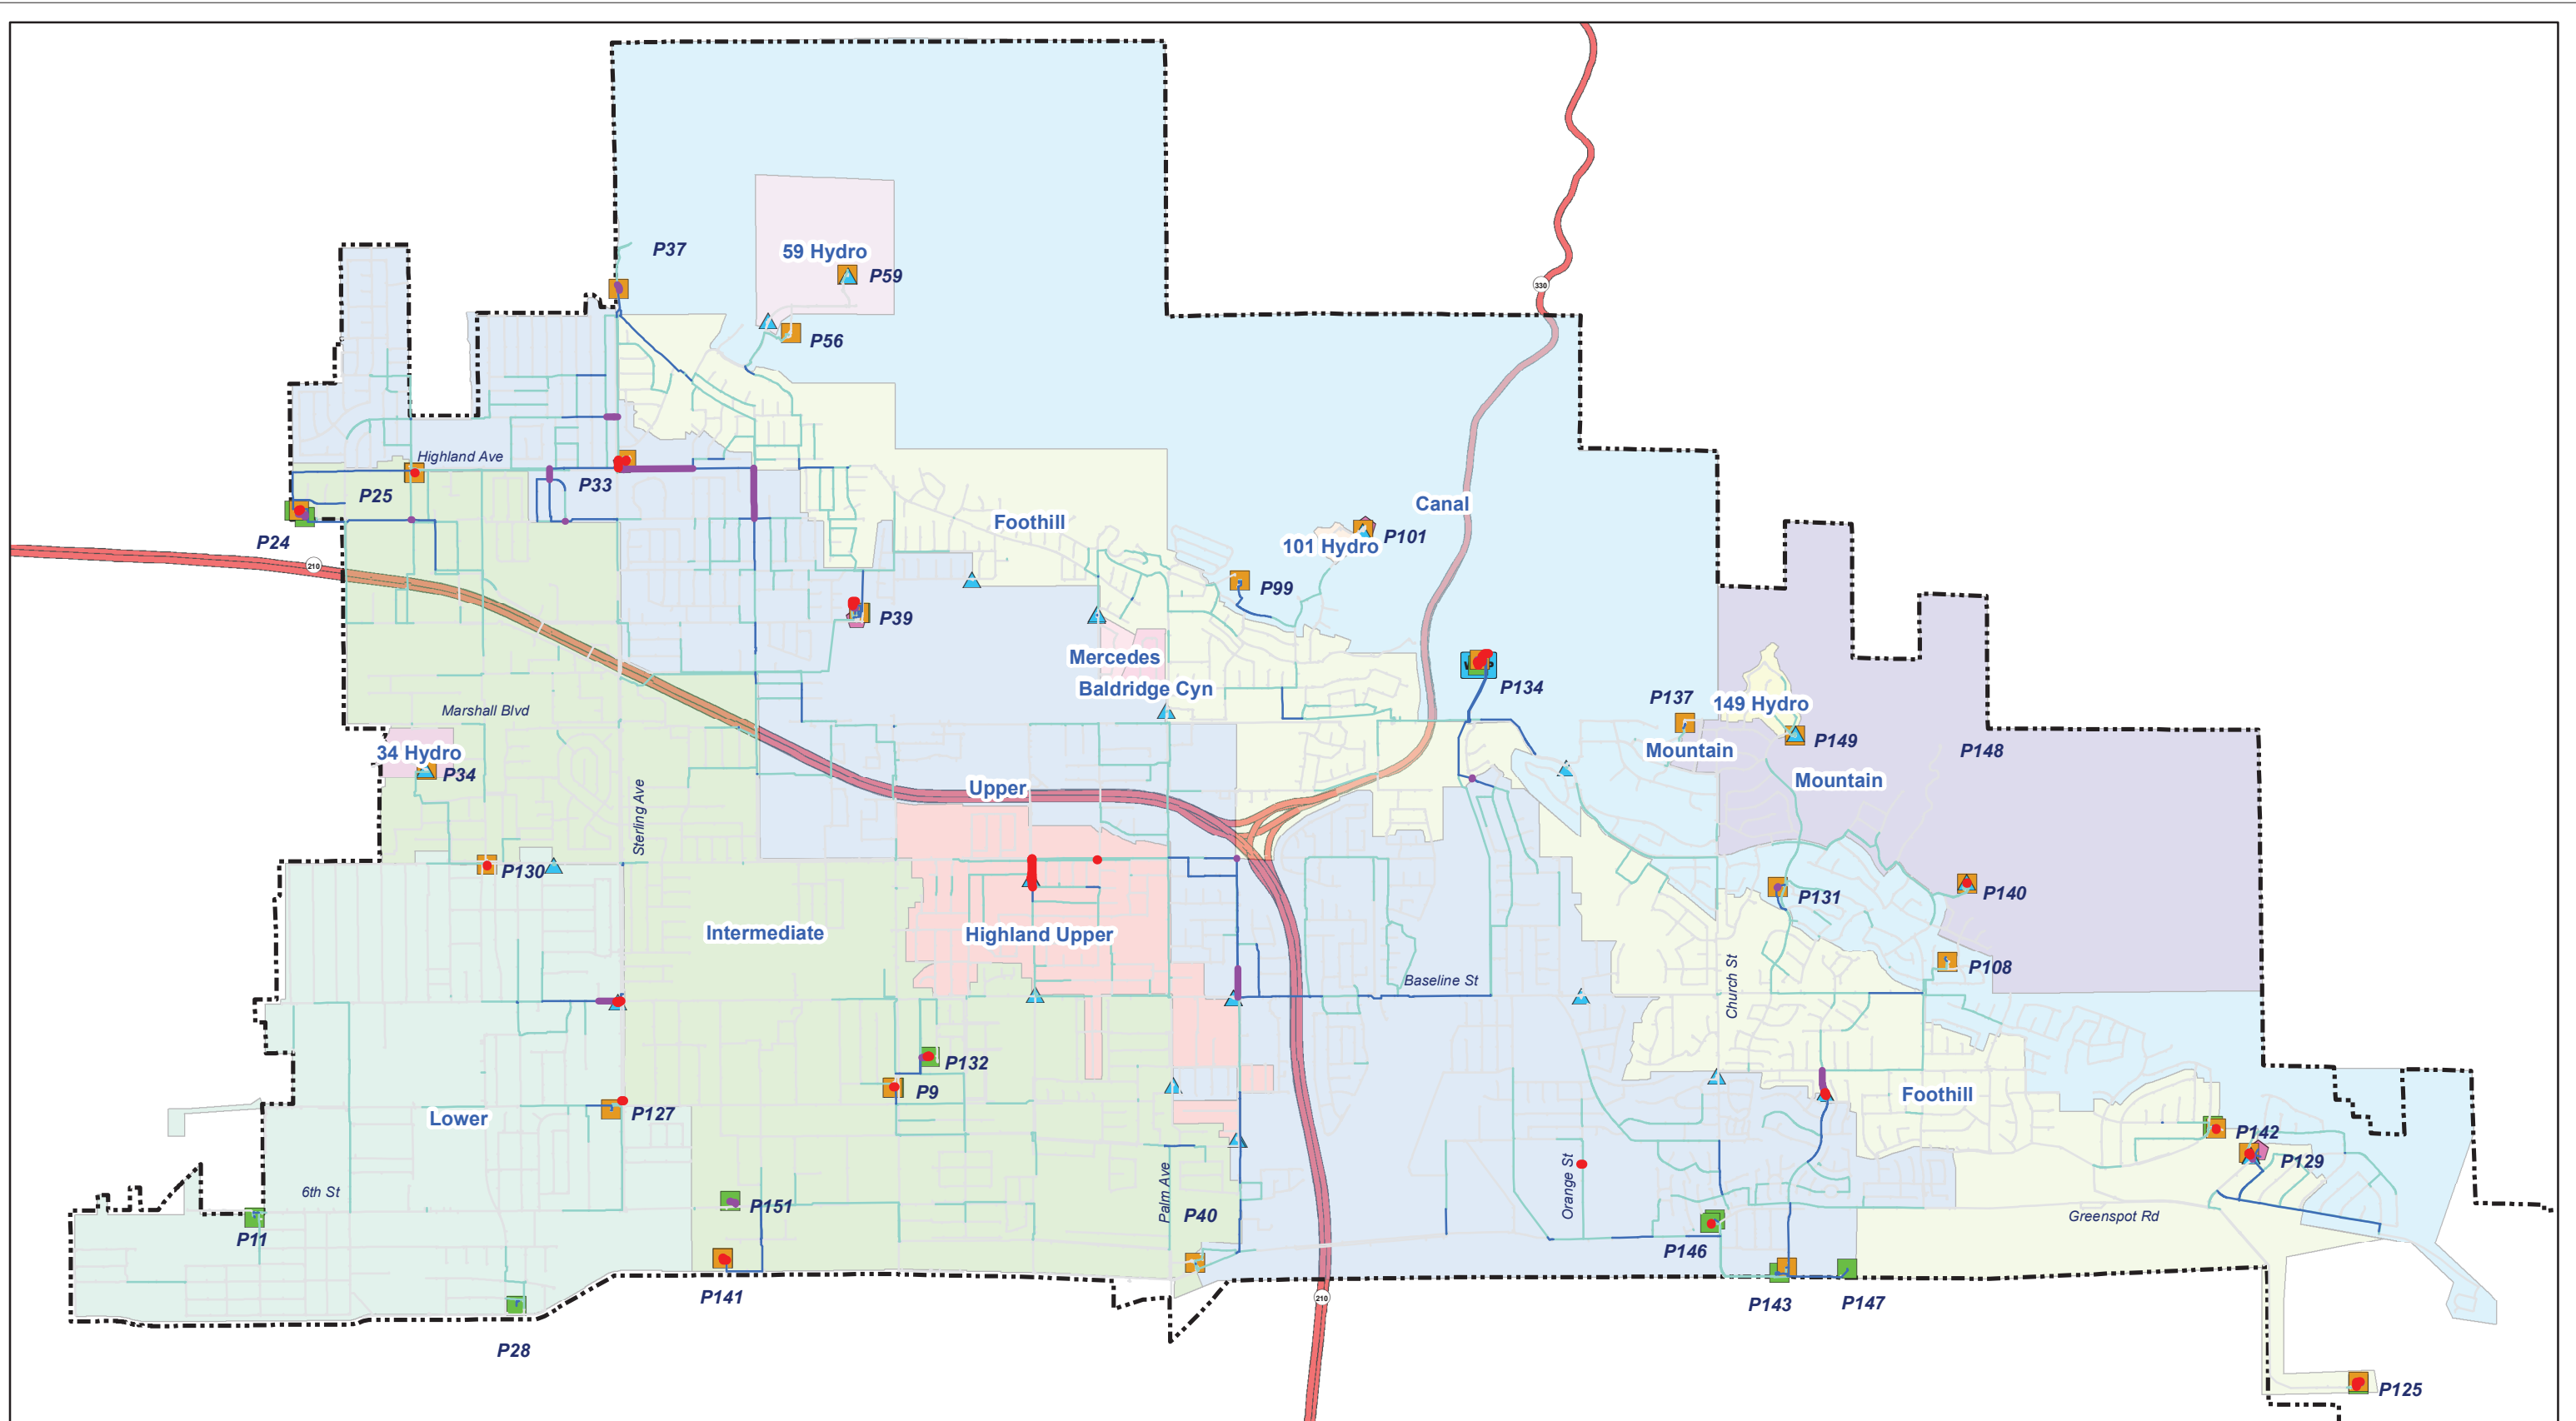 P37
59 Hydro
P59
330
P56
Highland Ave
P33
P25
Canal
Foothill
P24
101 Hydro
P101
210
P99
P39
Mercedes
Baldridge Cyn
P134
P137
149 Hydro
Marshall Blvd
P149
Mountain
P148
34 Hydro
P34
Mountain
Upper
Sterling Ave
P130
P131
P140
Intermediate
Highland Upper
P108
Baseline St
Church St
P132
P9
Lower
P127
Foothill
P142
P129
6th St
Orange St
Palm Ave
P151
P40
Greenspot Rd
P11
P146
P141
210
P143
P147
P28
P125